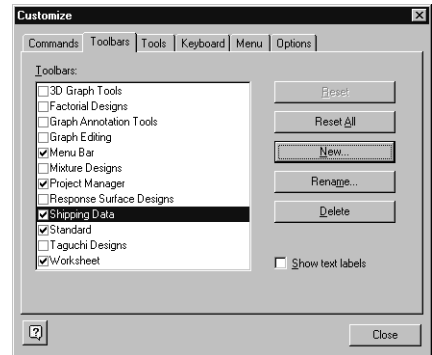 Customize
Commands Toolbars Tools Keyboard Menu Options
Toolbars:
3D Graph Tools
Factorial Designs
Graph Annotation Tools
Graph Editing
Menu Bar
Mixture Designs
Project Manager
Response Surface Designs
Shipping Data
Standard
Taguchi Designs
Worksheet
Reset
Reset All
New...
Rename...
Delete
Show text labels
?
Close